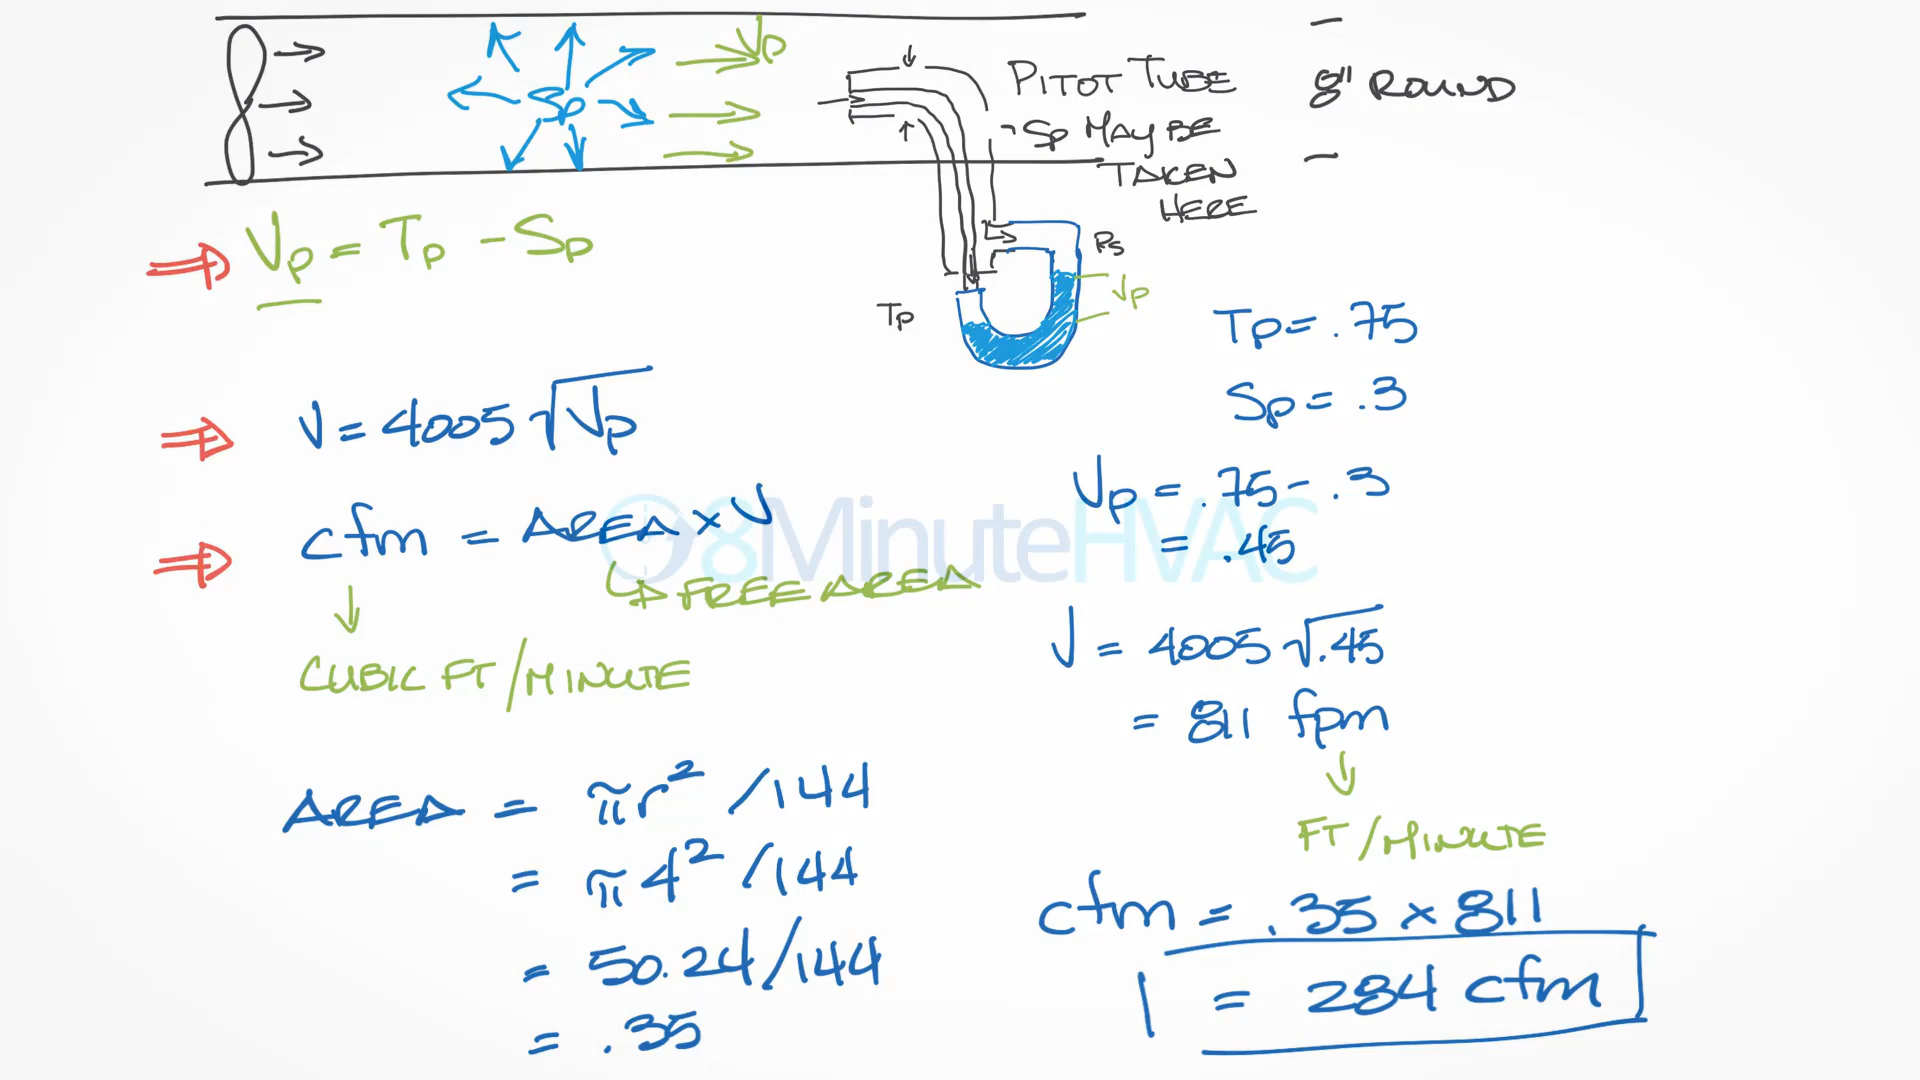 Vp
Sp
PITOT TUBE
- Sp MAY BE
TAKEN
HERE
8" ROUND
Vp = Tp - Sp
Ps
Vp
Tp
Tp = .75
Sp = .3
V = 4005 √Vp
Vp = .75 - .3
= .45
cfm = AREA x V
8MinuteHVAC
↳ FREE AREA
CUBIC FT/MINUTE
V = 4005 √.45
= 811 fpm
FT/MINUTE
AREA = πr² /144
= π4² /144
= 50.24/144
= .35
cfm = .35 x 811
= 284 cfm